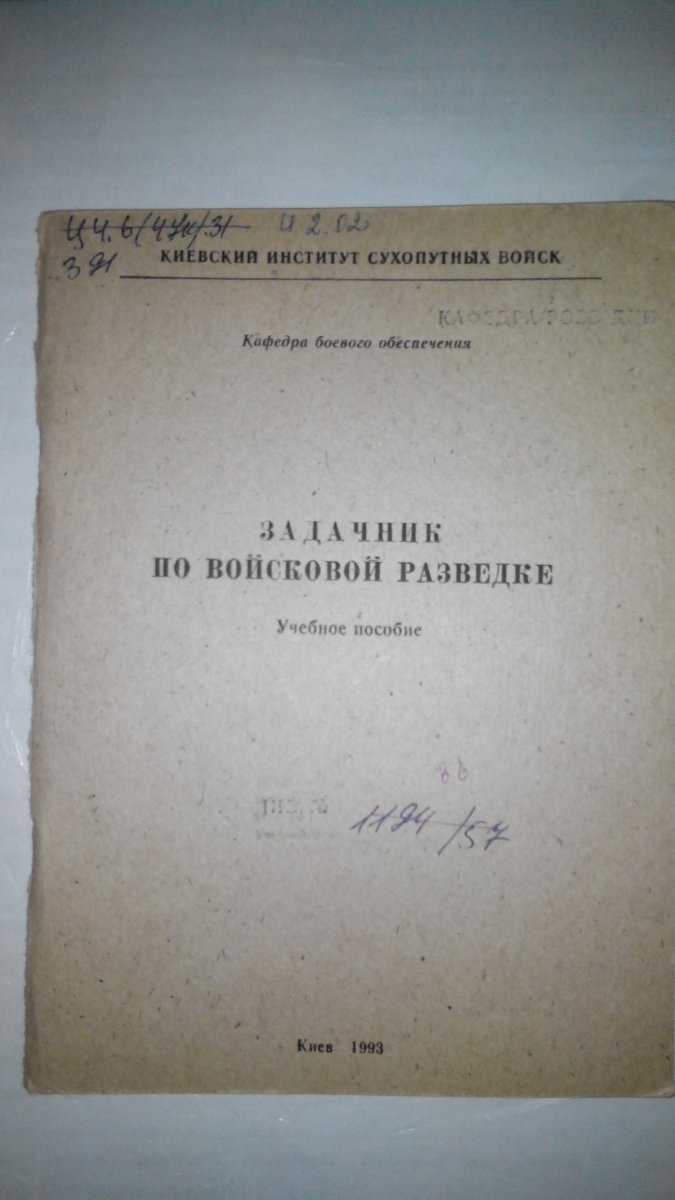 Ц4.6(4Ук).31 И 2.02
З 91
КИЕВСКИЙ ИНСТИТУТ СУХОПУТНЫХ ВОЙСК
Кафедра боевого обеспечения
ЗАДАЧНИК
ПО ВОЙСКОВОЙ РАЗВЕДКЕ
Учебное пособие
1194/57
Киев 1993